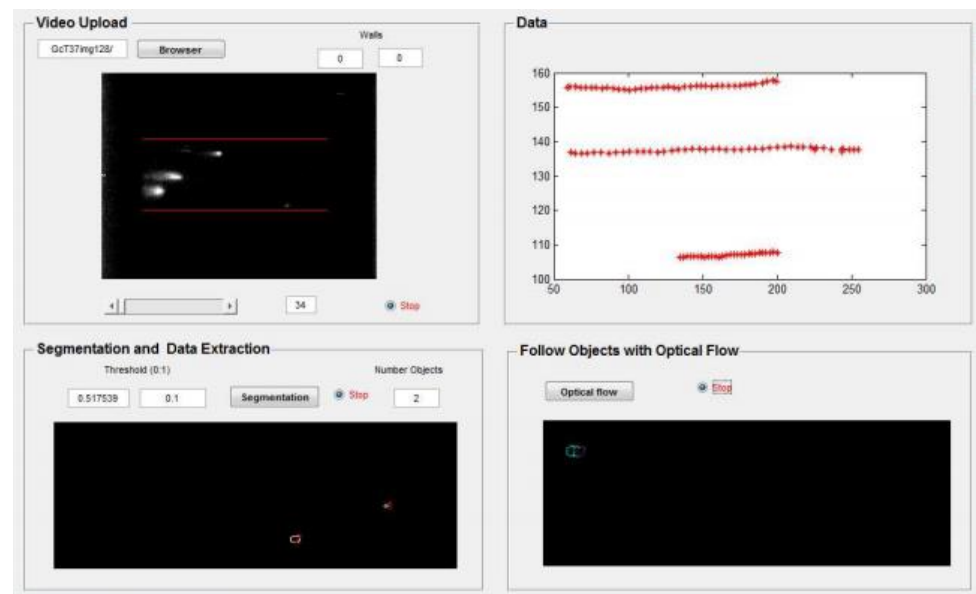 Video Upload
GcT37img128/
Browser
Walls
0
0
34
Stop
Data
160
150
140
130
120
110
100
50
100
150
200
250
300
Segmentation and Data Extraction
Threshold (0:1)
Number Objects
0.517539
0.1
Segmentation
Stop
2
Follow Objects with Optical Flow
Optical flow
Stop